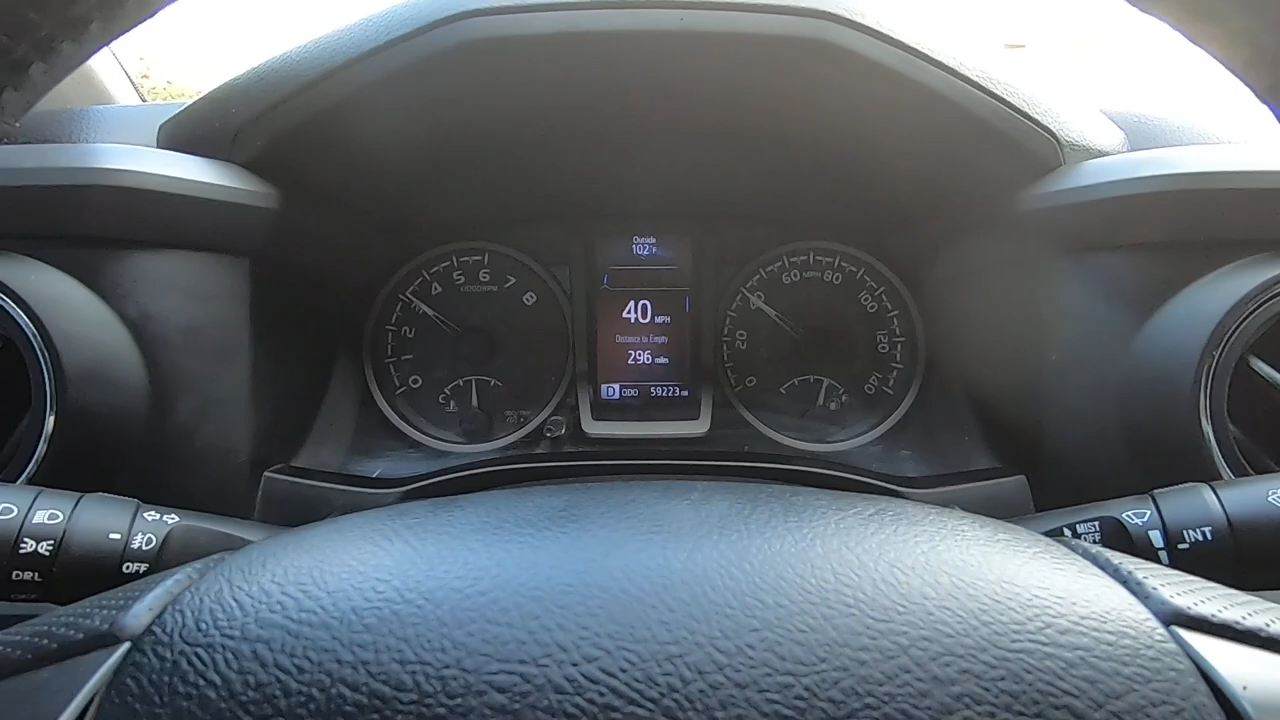 Outside
102°F
40 MPH
Distance to Empty
296 miles
D ODO 59223 mi
0 1 2 4 5 6 7 8
x1000RPM
0 20 40 60 MPH 80 100 120 140
DRL
OFF
MIST
OFF
INT